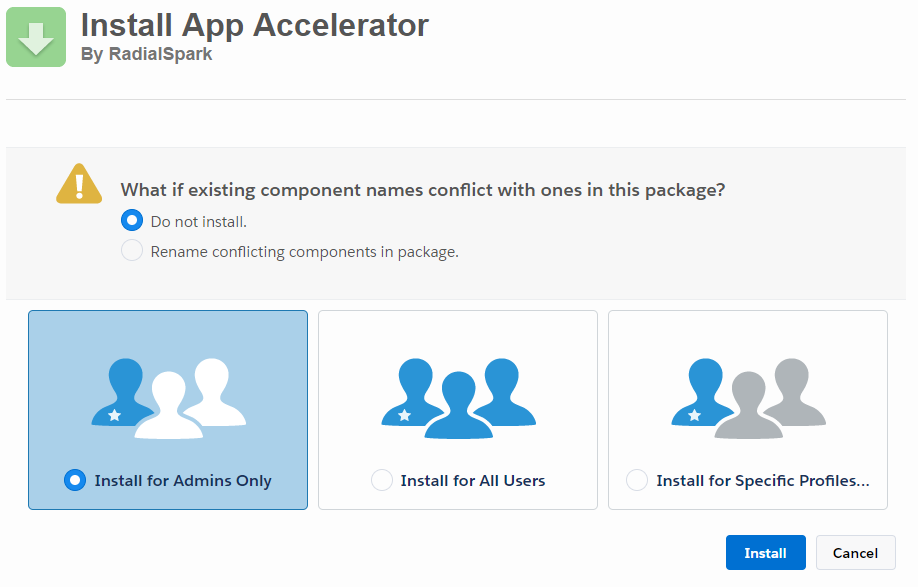 Install App Accelerator
By RadialSpark
What if existing component names conflict with ones in this package?
Do not install.
Rename conflicting components in package.
Install for Admins Only
Install for All Users
Install for Specific Profiles...
Install
Cancel